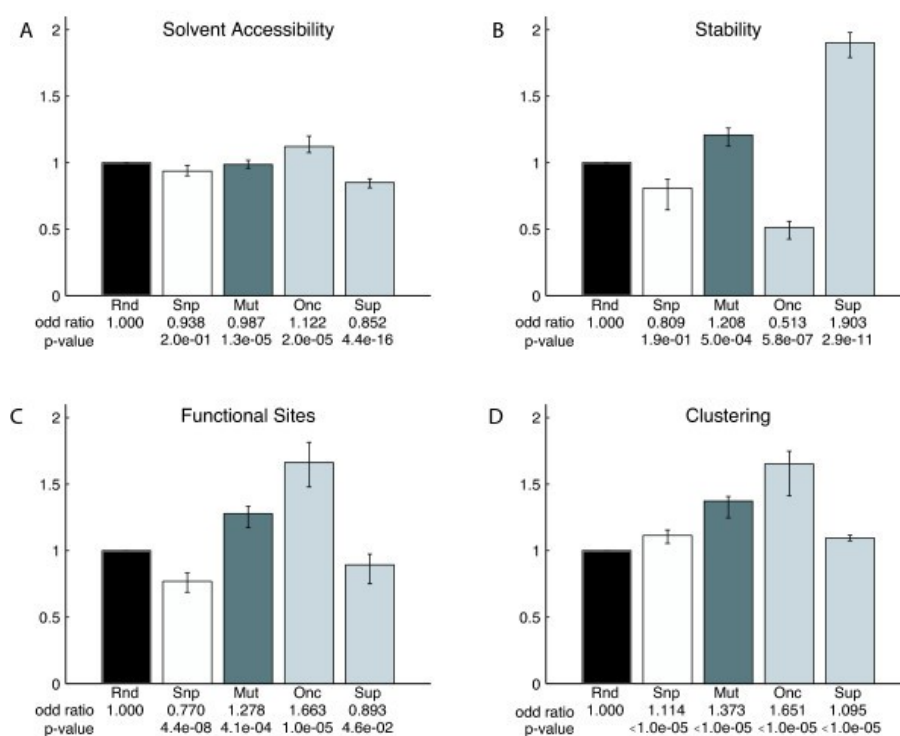 A Solvent Accessibility
2
1.5
1
0.5
0
Rnd Snp Mut Onc Sup
odd ratio 1.000 0.938 0.987 1.122 0.852
p-value 2.0e-01 1.3e-05 2.0e-05 4.4e-16
B Stability
2
1.5
1
0.5
0
Rnd Snp Mut Onc Sup
odd ratio 1.000 0.809 1.208 0.513 1.903
p-value 1.9e-01 5.0e-04 5.8e-07 2.9e-11
C Functional Sites
2
1.5
1
0.5
0
Rnd Snp Mut Onc Sup
odd ratio 1.000 0.770 1.278 1.663 0.893
p-value 4.4e-08 4.1e-04 1.0e-05 4.6e-02
D Clustering
2
1.5
1
0.5
0
Rnd Snp Mut Onc Sup
odd ratio 1.000 1.114 1.373 1.651 1.095
p-value <1.0e-05 <1.0e-05 <1.0e-05 <1.0e-05